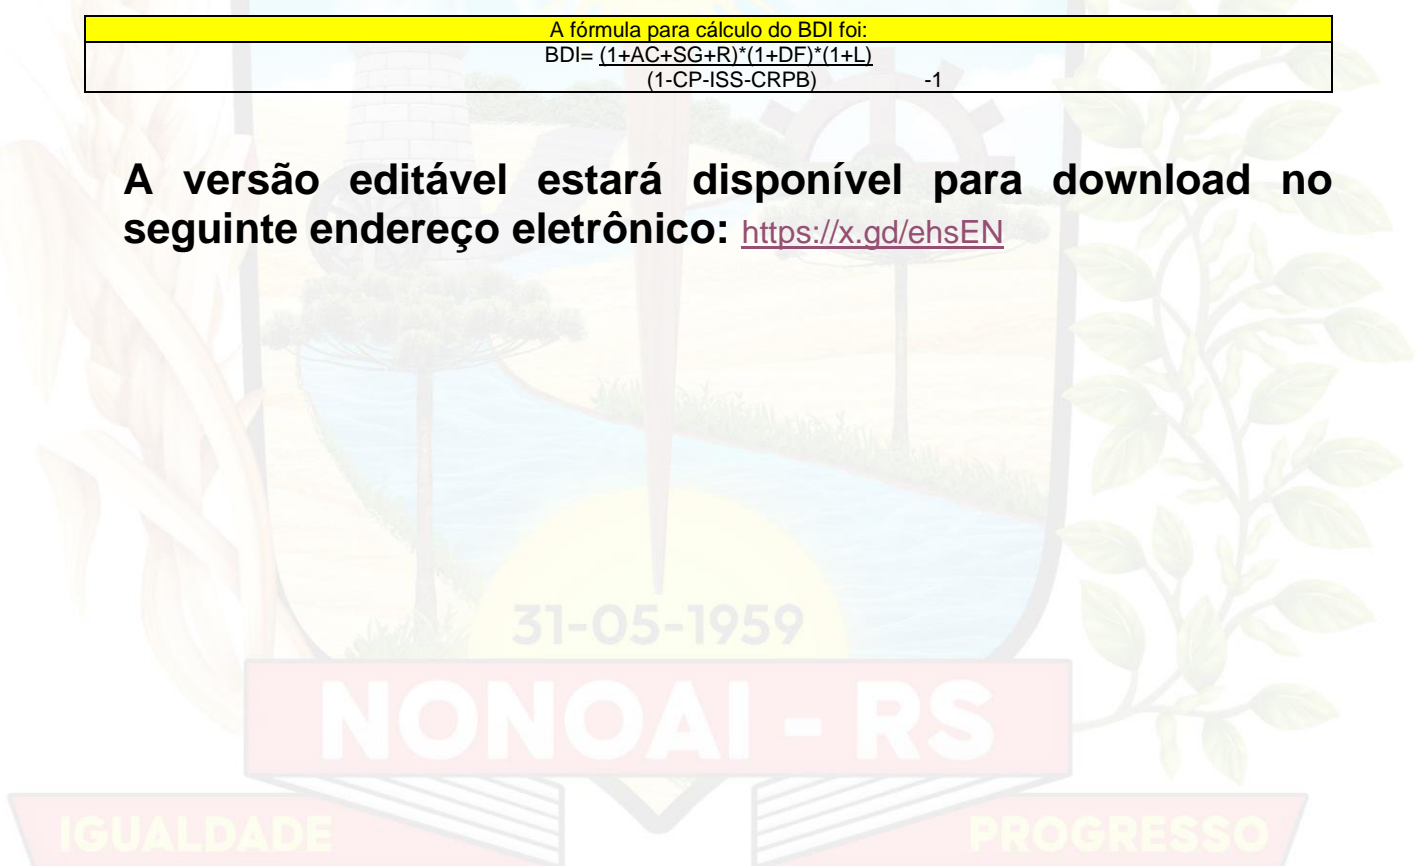 A fórmula para cálculo do BDI foi:
BDI= (1+AC+SG+R)*(1+DF)*(1+L)
(1-CP-ISS-CRPB) -1
A versão editável estará disponível para download no
seguinte endereço eletrônico: https://x.gd/ehsEN
31-05-1959
NONOAI - RS
IGUALDADE PROGRESSO